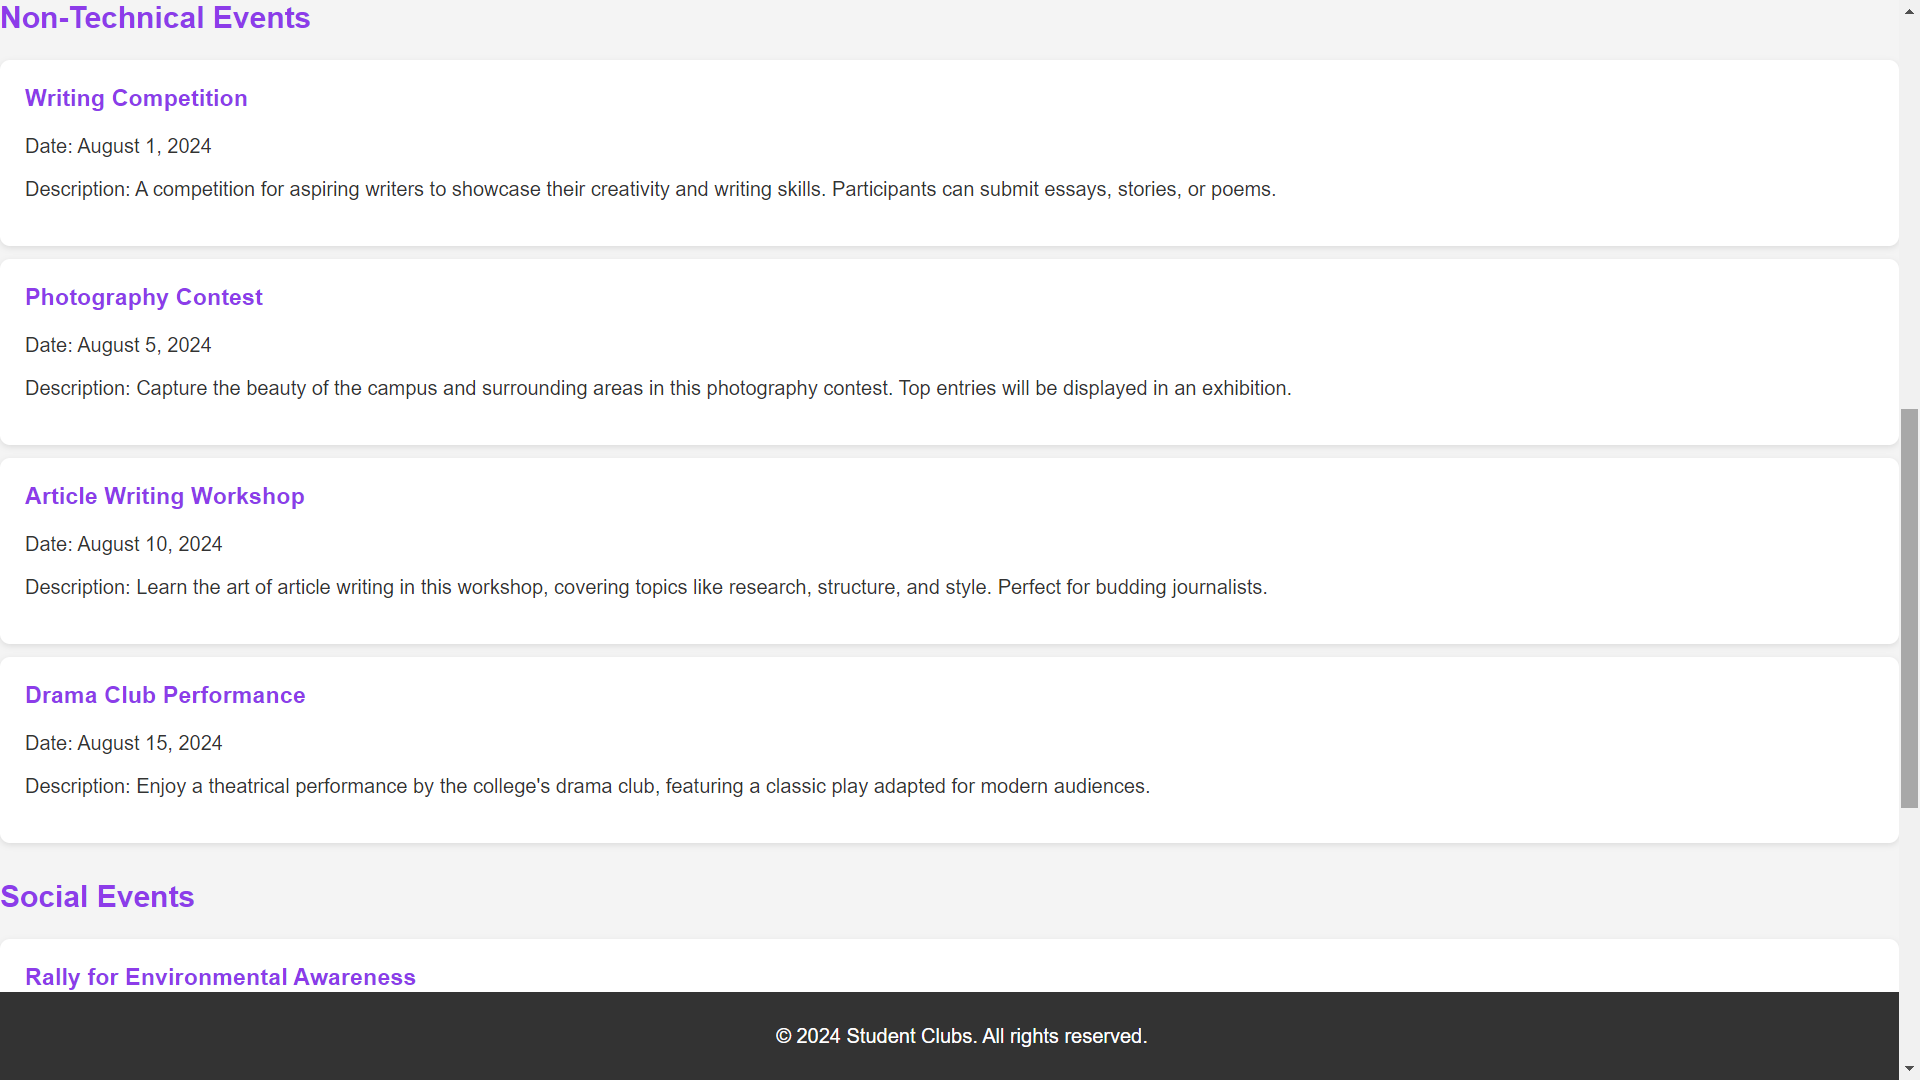 Non-Technical Events
Writing Competition
Date: August 1, 2024
Description: A competition for aspiring writers to showcase their creativity and writing skills. Participants can submit essays, stories, or poems.
Photography Contest
Date: August 5, 2024
Description: Capture the beauty of the campus and surrounding areas in this photography contest. Top entries will be displayed in an exhibition.
Article Writing Workshop
Date: August 10, 2024
Description: Learn the art of article writing in this workshop, covering topics like research, structure, and style. Perfect for budding journalists.
Drama Club Performance
Date: August 15, 2024
Description: Enjoy a theatrical performance by the college's drama club, featuring a classic play adapted for modern audiences.
Social Events
Rally for Environmental Awareness
© 2024 Student Clubs. All rights reserved.